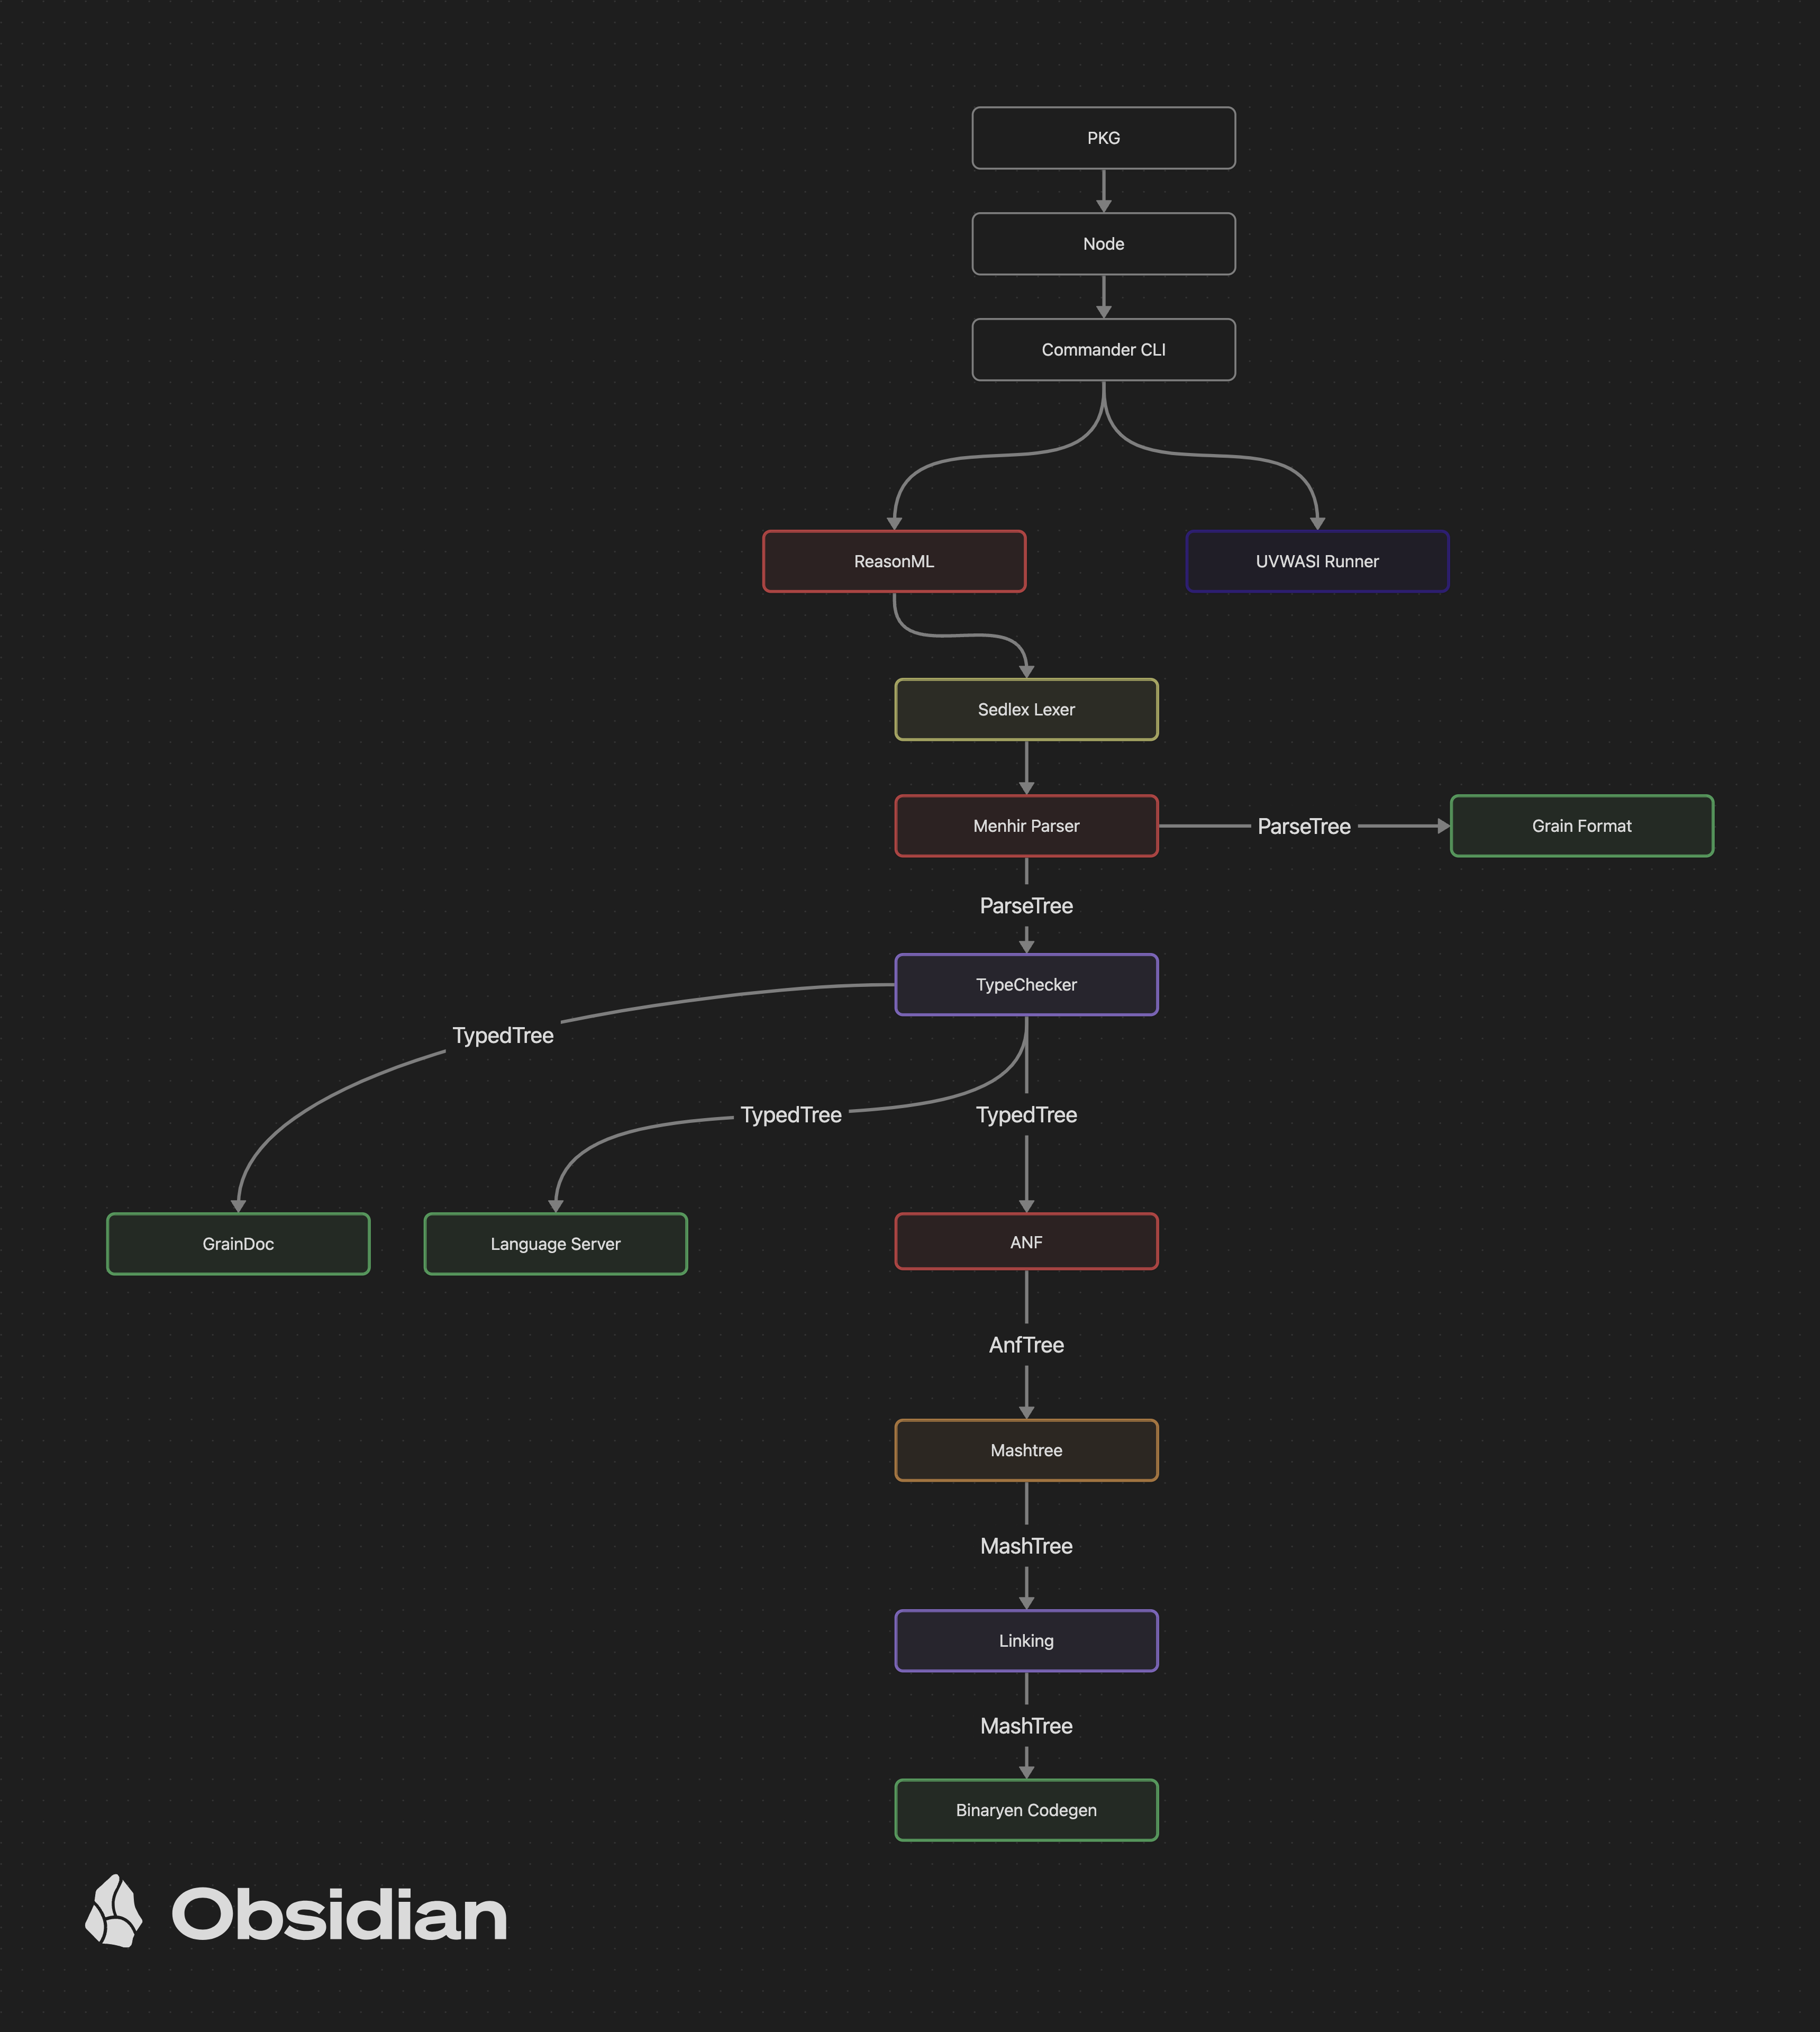 PKG
Node
Commander CLI
ReasonML
UVWASI Runner
Sedlex Lexer
Menhir Parser
ParseTree
Grain Format
ParseTree
TypeChecker
TypedTree
TypedTree
TypedTree
GrainDoc
Language Server
ANF
AnfTree
Mashtree
MashTree
Linking
MashTree
Binaryen Codegen
Obsidian